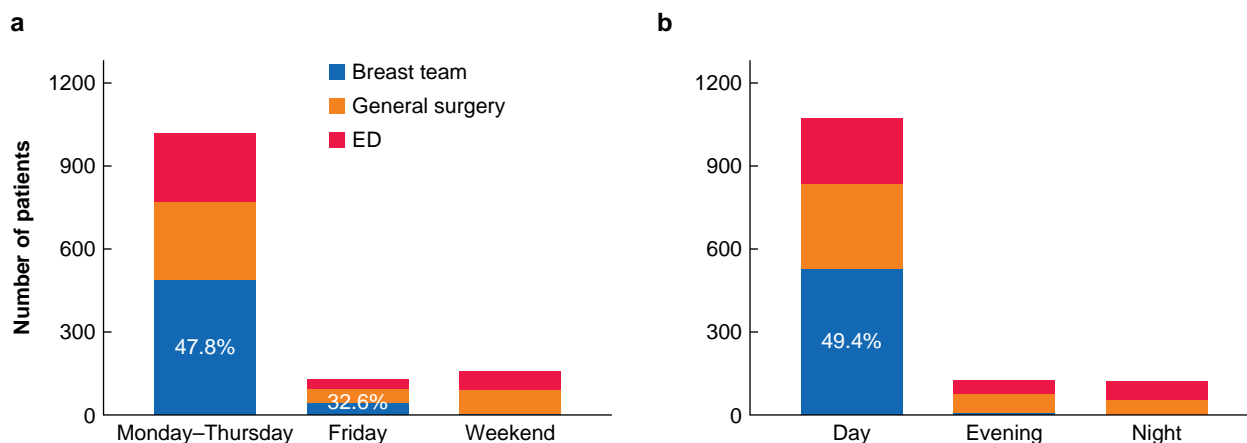 a
1200
900
600
300
0
Number of patients
Breast team
General surgery
ED
47.8%
32.6%
Monday–Thursday Friday Weekend
b
1200
900
600
300
0
49.4%
Day Evening Night